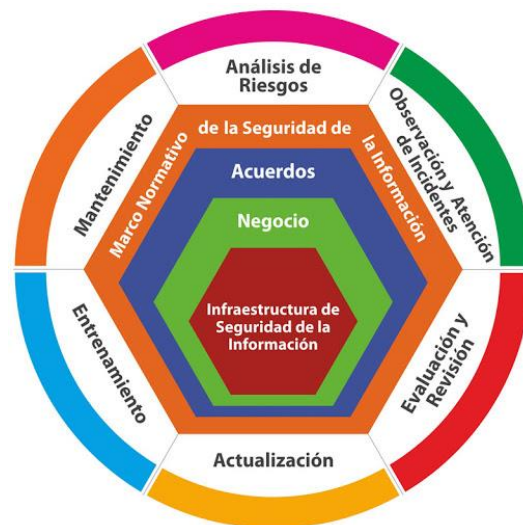 Análisis de
Riesgos
Observación y Atención
de Incidentes
Evaluación y
Revisión
Actualización
Entrenamiento
Mantenimiento
Marco Normativo
de la Seguridad de
la Información
Acuerdos
Negocio
Infraestructura de
Seguridad de la
Información